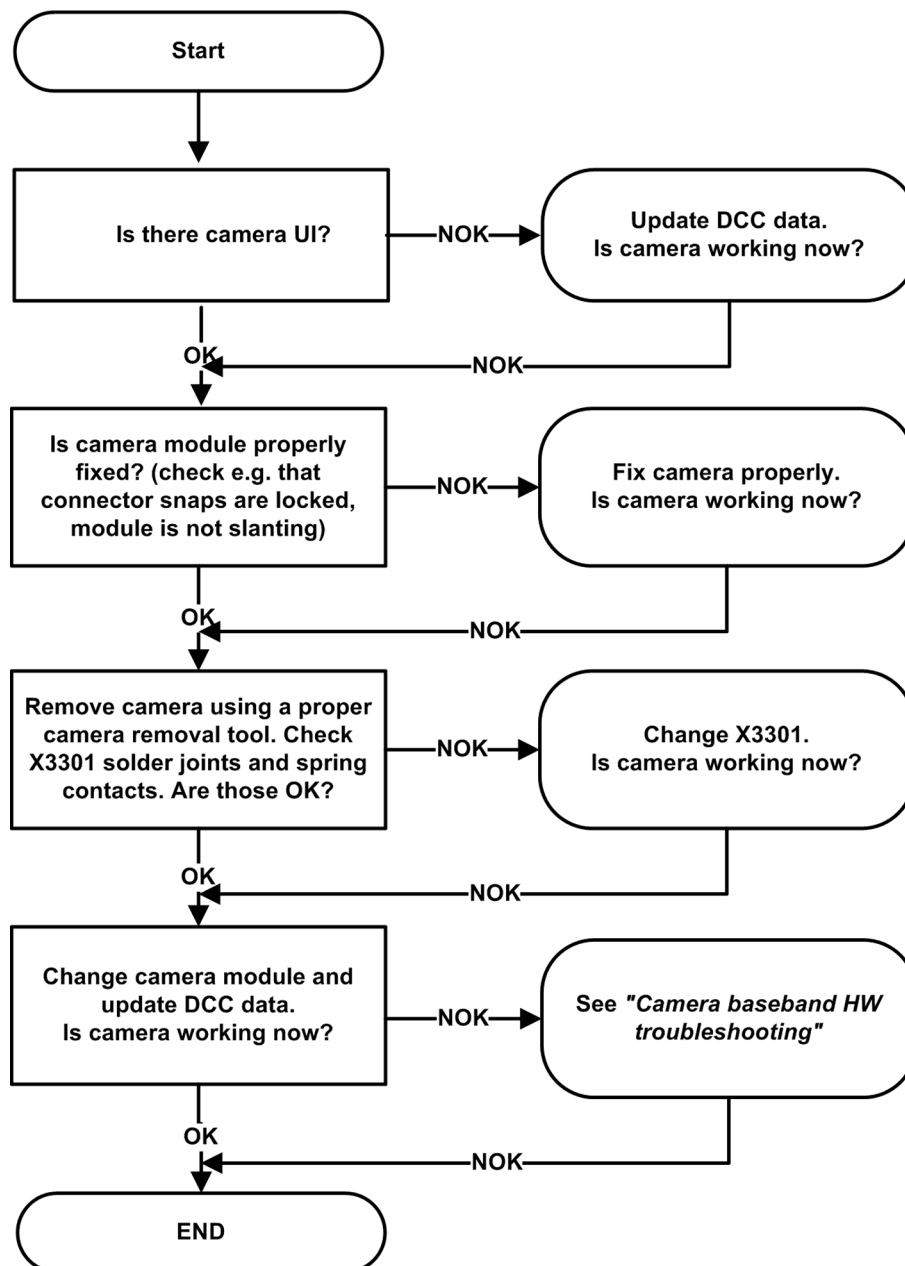 Start
Is there camera UI?
NOK
Update DCC data.
Is camera working now?
OK
NOK
Is camera module properly
fixed? (check e.g. that
connector snaps are locked,
module is not slanting)
NOK
Fix camera properly.
Is camera working now?
OK
NOK
Remove camera using a proper
camera removal tool. Check
X3301 solder joints and spring
contacts. Are those OK?
NOK
Change X3301.
Is camera working now?
OK
NOK
Change camera module and
update DCC data.
Is camera working now?
NOK
See "Camera baseband HW
troubleshooting"
OK
NOK
END